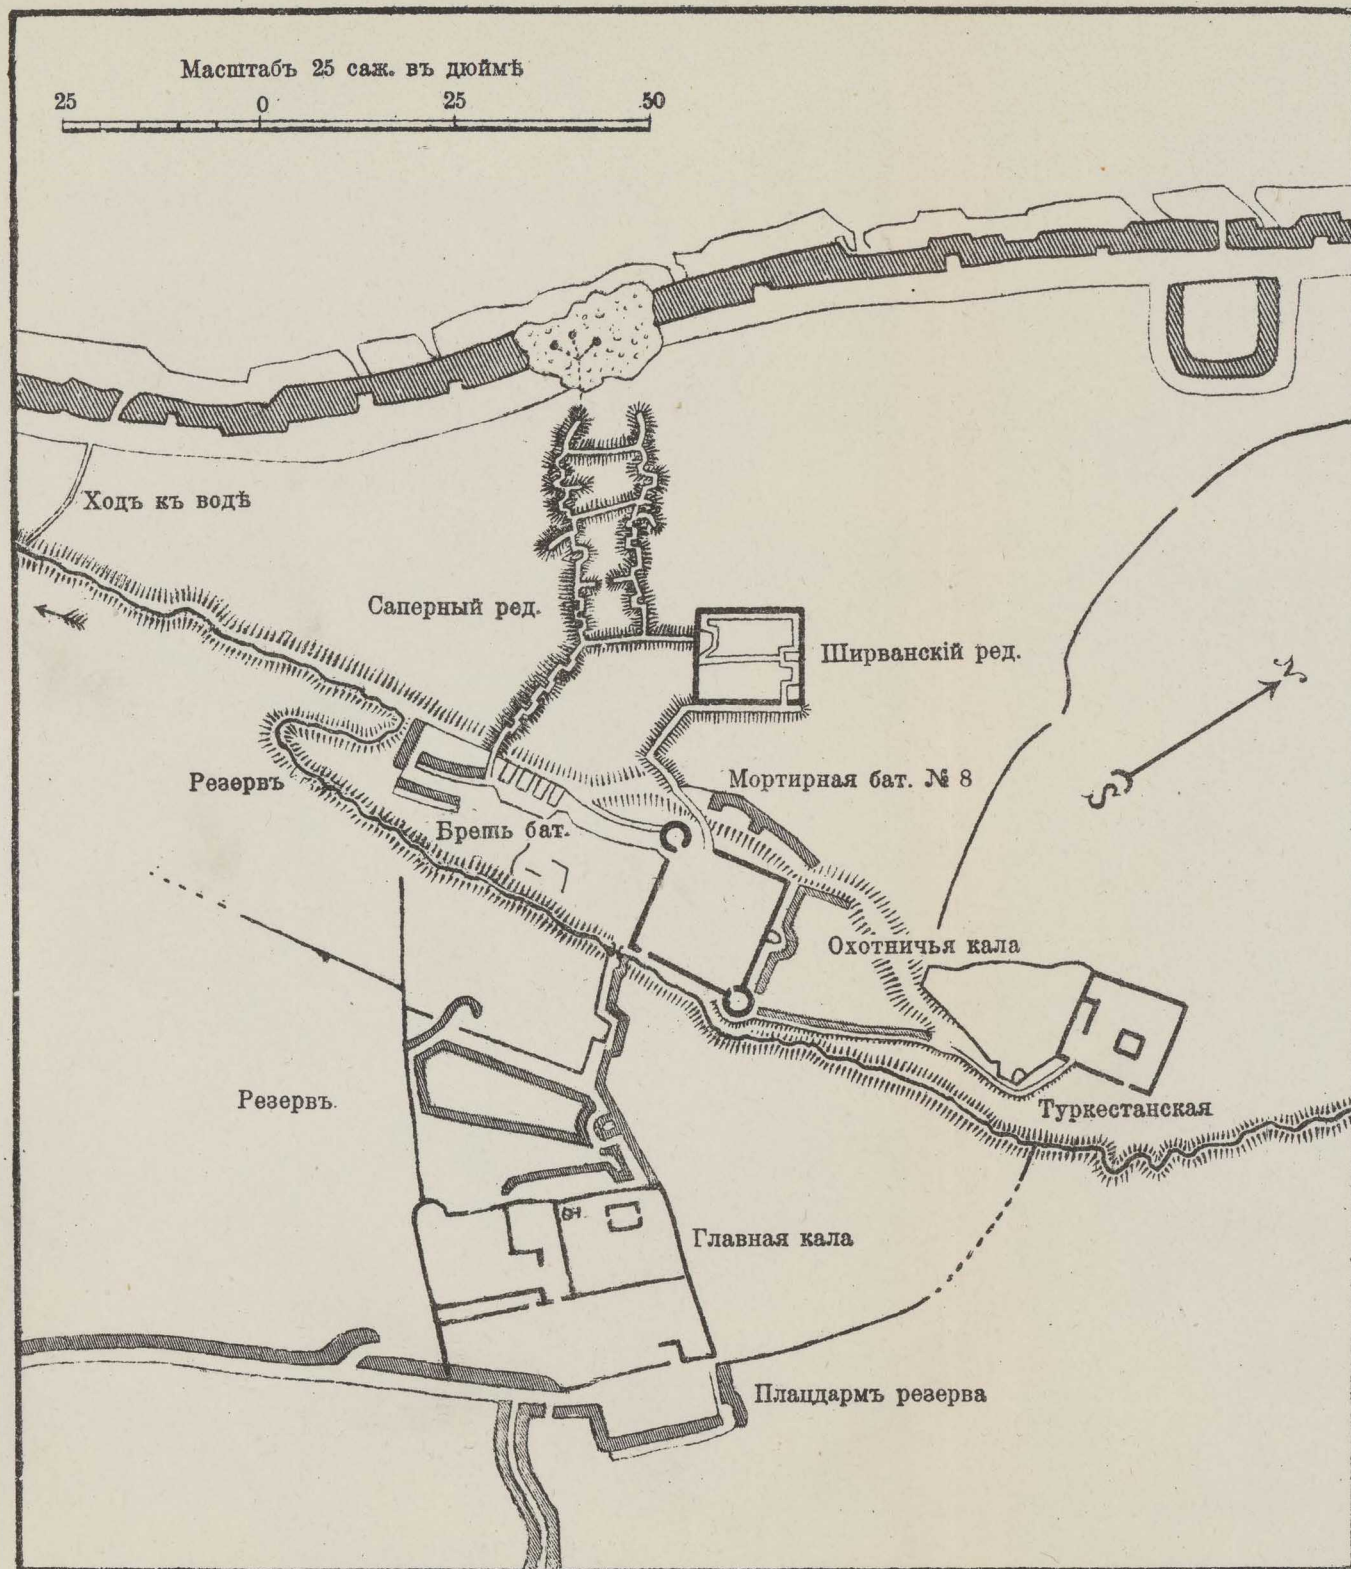 Масштабъ 25 саж. въ дюймѣ
25 0 25 50
Ходъ къ водѣ
Саперный ред.
Ширванскій ред.
N
S
Резервъ
Мортирная бат. № 8
Брешь бат.
Охотничья кала
Резервъ.
Туркестанская
Главная кала
Плацдармъ резерва